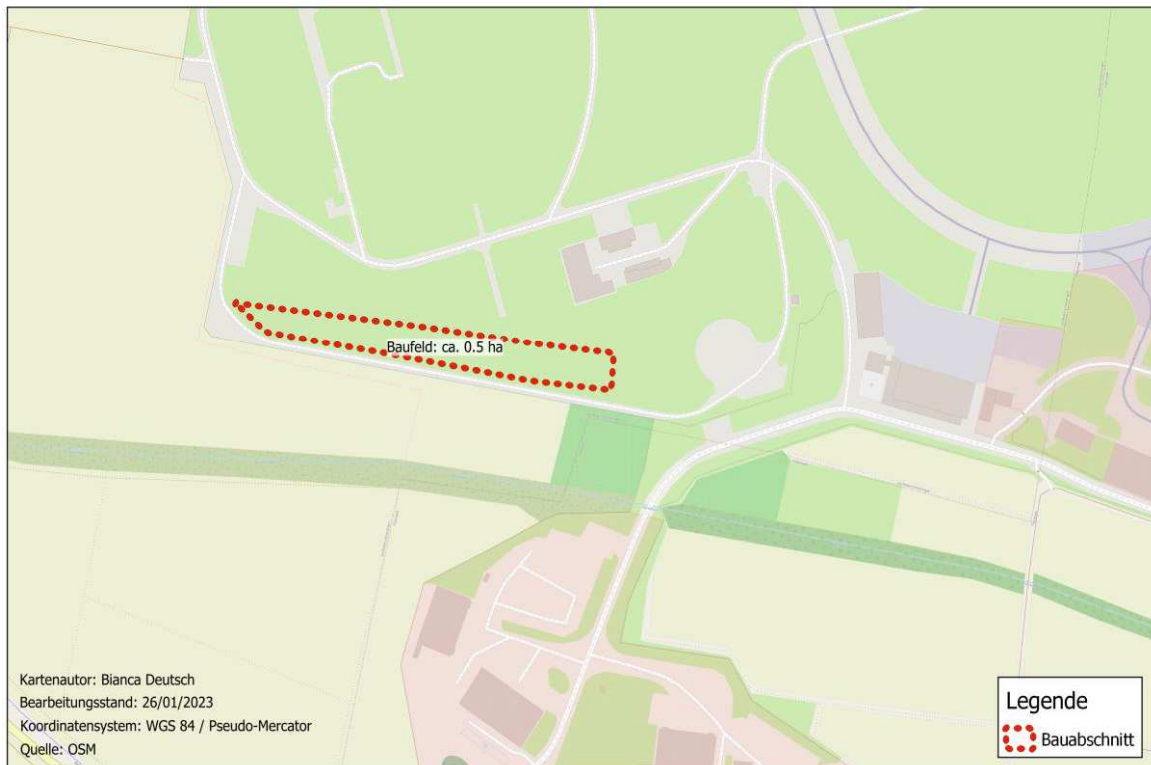 Baufeld: ca. 0.5 ha
Kartenautor: Bianca Deutsch
Bearbeitungsstand: 26/01/2023
Koordinatensystem: WGS 84 / Pseudo-Mercator
Quelle: OSM
Legende
Bauabschnitt